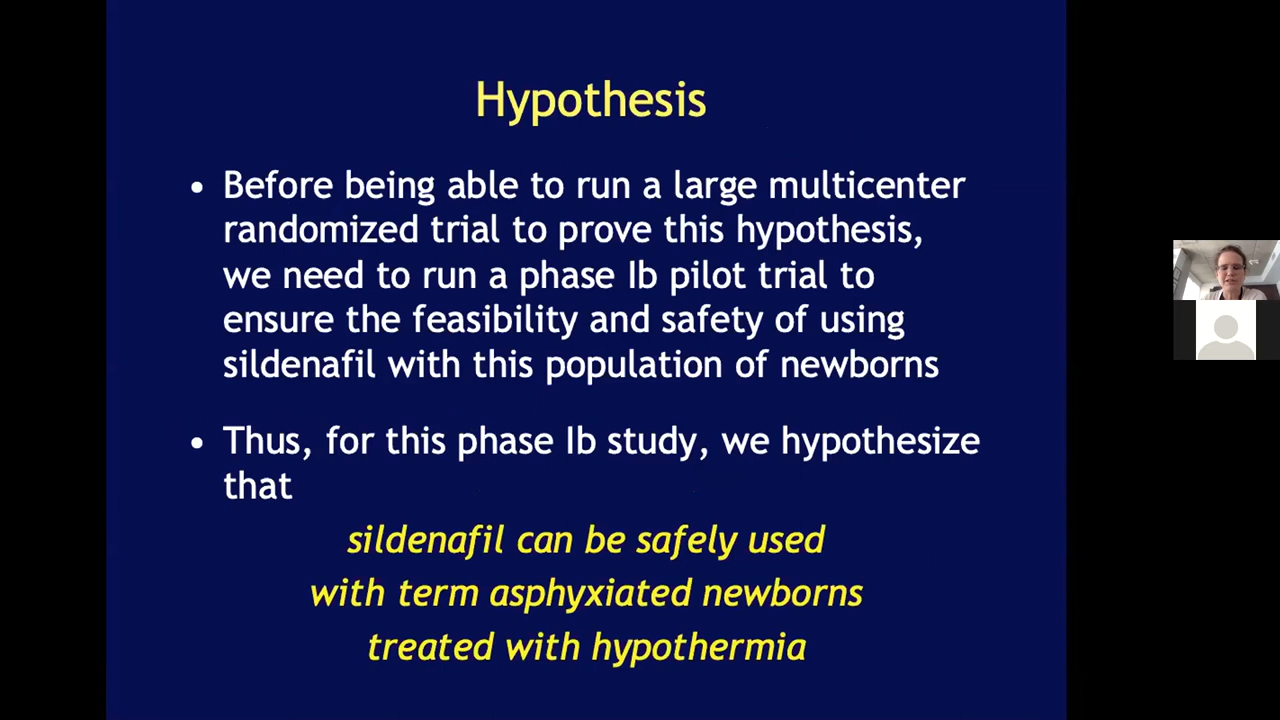 Hypothesis
• Before being able to run a large multicenter
randomized trial to prove this hypothesis,
we need to run a phase Ib pilot trial to
ensure the feasibility and safety of using
sildenafil with this population of newborns
• Thus, for this phase Ib study, we hypothesize
that
sildenafil can be safely used
with term asphyxiated newborns
treated with hypothermia